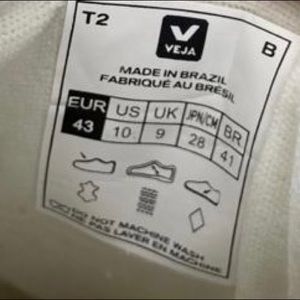 T2
VEJA
B
MADE IN BRAZIL
FABRIQUÉ AU BRÉSIL
EUR US UK JPN/CM BR
43 10 9 28 41
DO NOT MACHINE WASH
NE PAS LAVER EN MACHINE